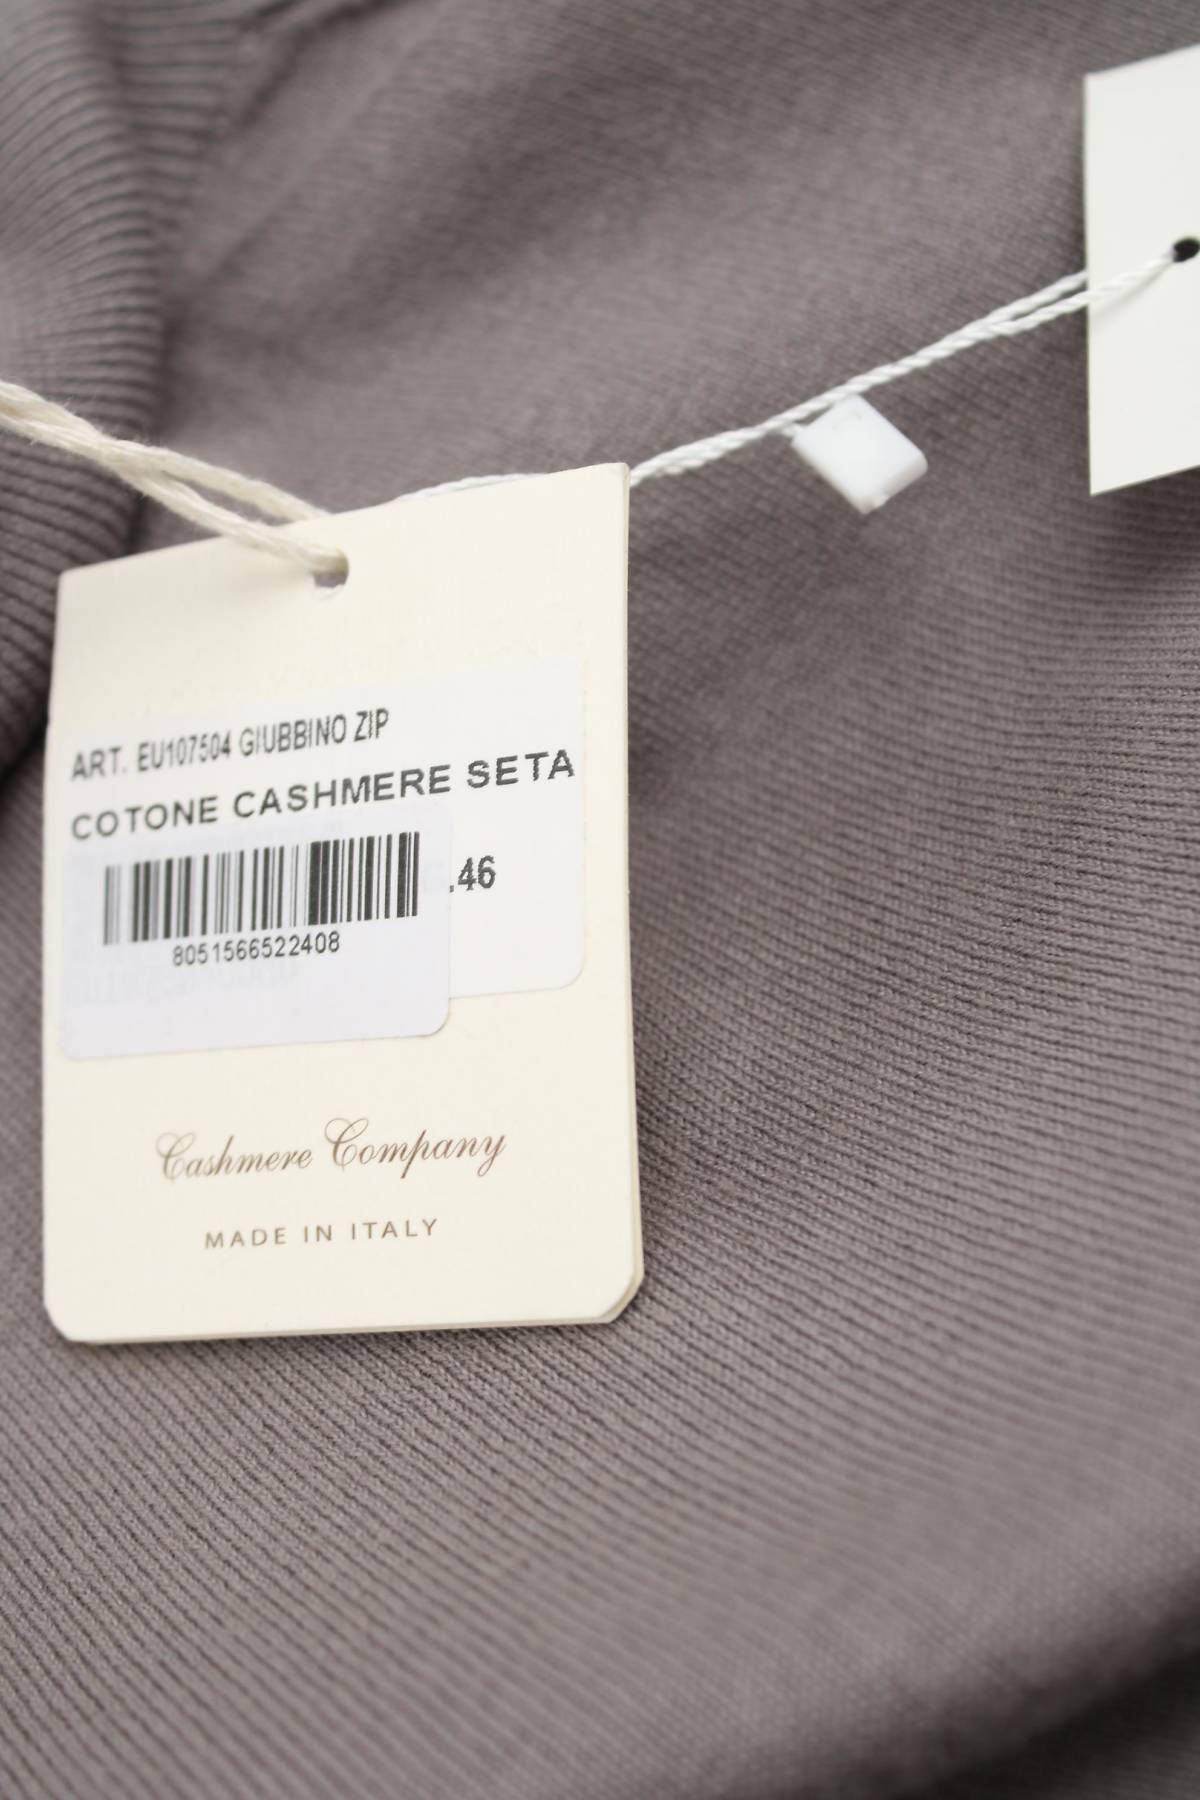 ART. EU107504 GIUBBINO ZIP
COTONE CASHMERE SETA
.46
8051566522408
Cashmere Company
MADE IN ITALY